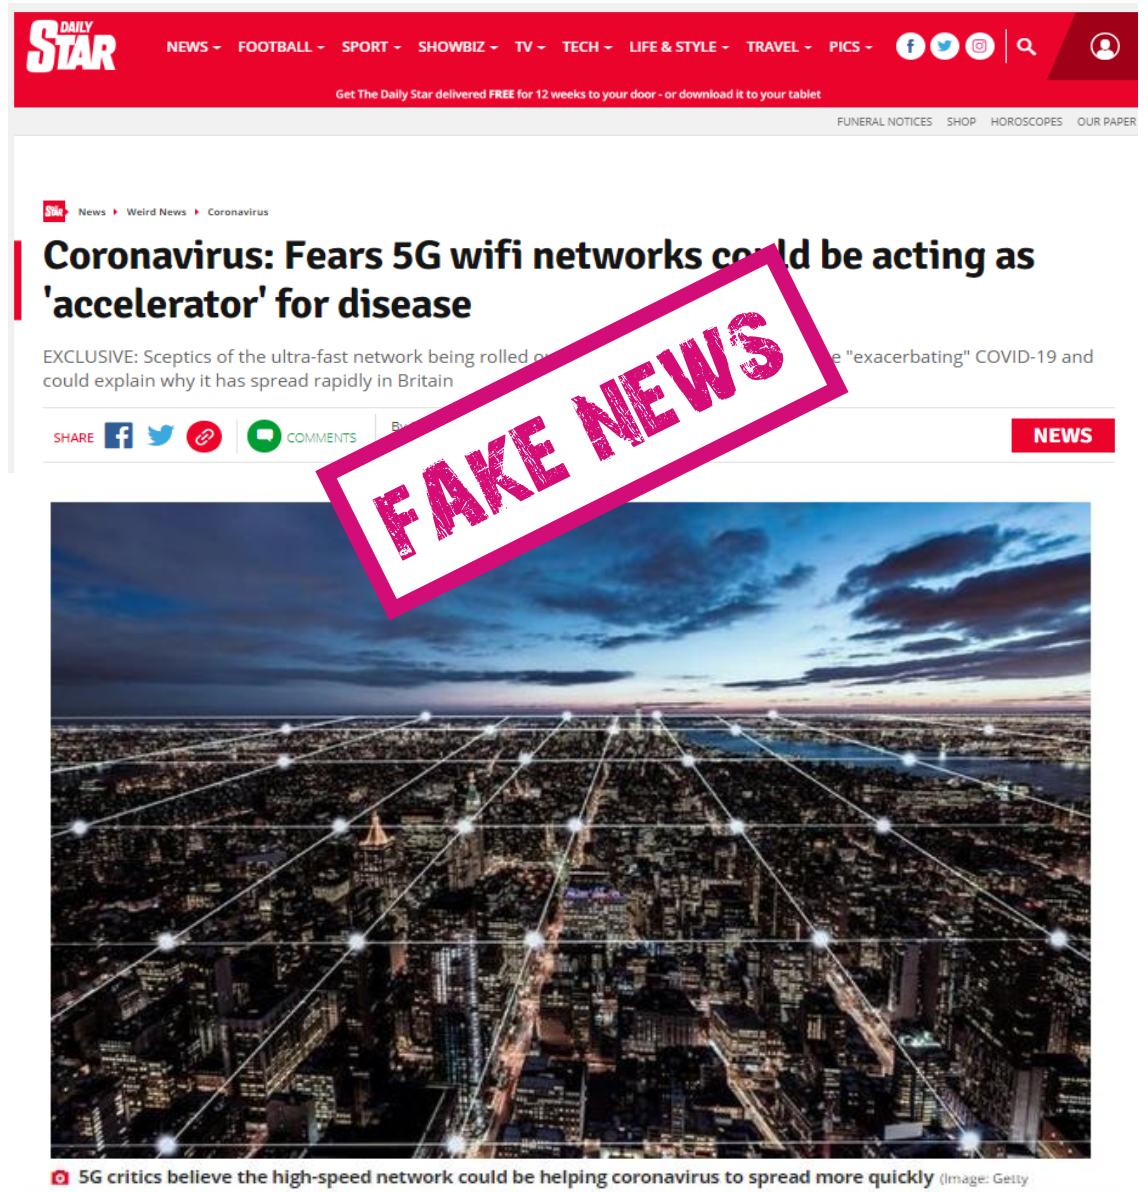 DAILY
STAR
NEWS FOOTBALL SPORT SHOWBIZ TV TECH LIFE & STYLE TRAVEL PICS
Get The Daily Star delivered FREE for 12 weeks to your door - or download it to your tablet
FUNERAL NOTICES SHOP HOROSCOPES OUR PAPER
DAILY STAR News Weird News Coronavirus
Coronavirus: Fears 5G wifi networks could be acting as
'accelerator' for disease
EXCLUSIVE: Sceptics of the ultra-fast network being rolled "exacerbating" COVID-19 and
could explain why it has spread rapidly in Britain
SHARE COMMENTS By NEWS
FAKE NEWS
5G critics believe the high-speed network could be helping coronavirus to spread more quickly (Image: Getty